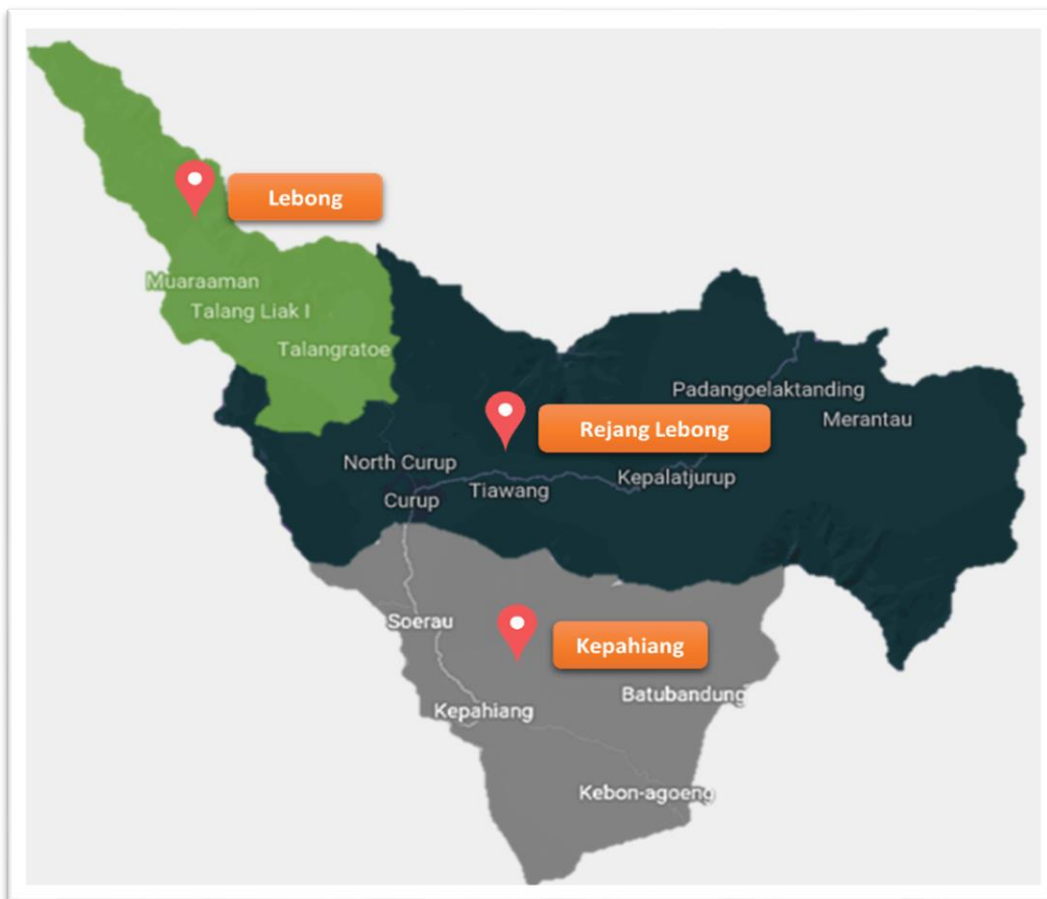 Lebong
Muaraaman
Talang Liak I
Talangratoe
Padangoelaktanding
Merantau
Rejang Lebong
North Curup
Kepalatjurup
Tiawang
Curup
Soerau
Kepahiang
Batubandung
Kepahiang
Kebon-agoeng